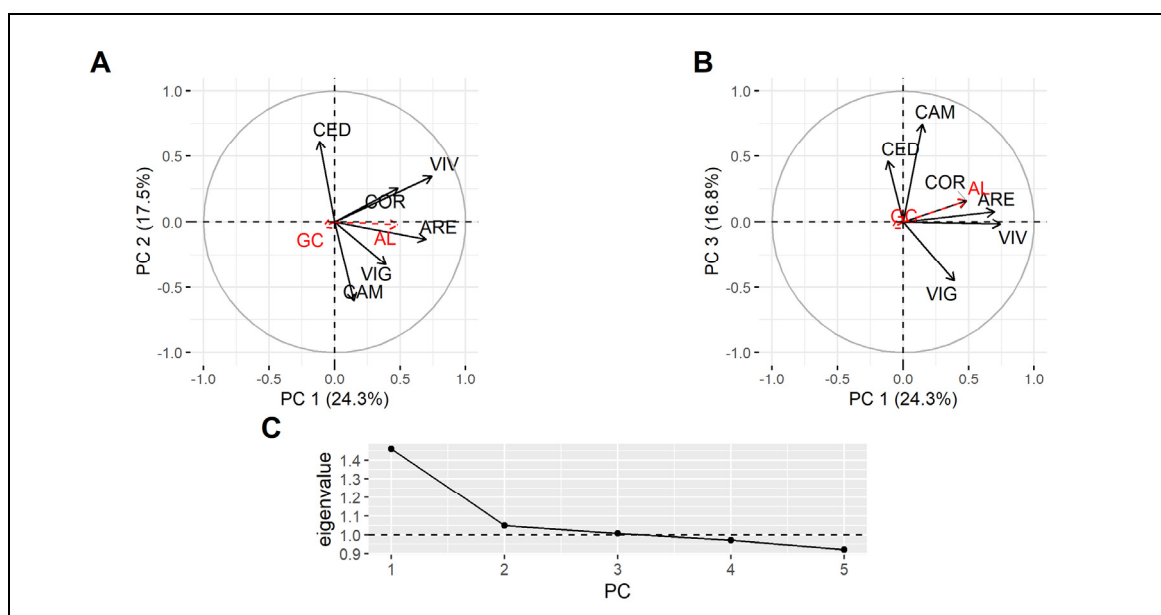 A
PC 2 (17.5%)
1.0
0.5
0.0
-0.5
-1.0
CED
VIV
COR
ARE
GC
AL
VIG
CAM
-1.0 -0.5 0.0 0.5 1.0
PC 1 (24.3%)
B
PC 3 (16.8%)
1.0
0.5
0.0
-0.5
-1.0
CAM
CED
COR
AL
ARE
GC
VIV
VIG
-1.0 -0.5 0.0 0.5 1.0
PC 1 (24.3%)
C
eigenvalue
1.4
1.3
1.2
1.1
1.0
0.9
1 2 3 4 5
PC